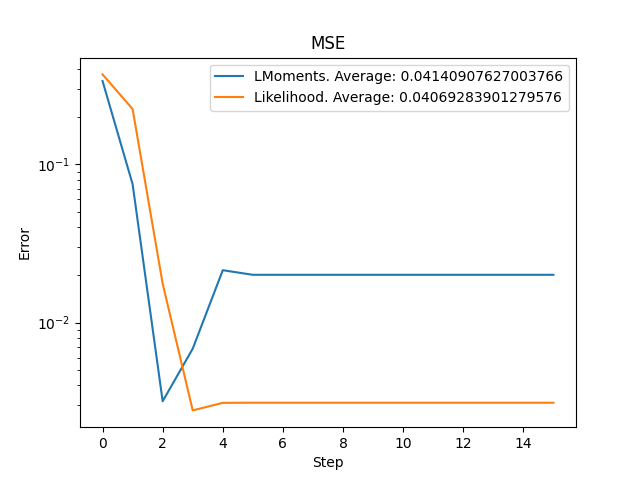 MSE
LMoments. Average: 0.04140907627003766
Likelihood. Average: 0.04069283901279576
10⁻¹
10⁻²
Error
0 2 4 6 8 10 12 14
Step